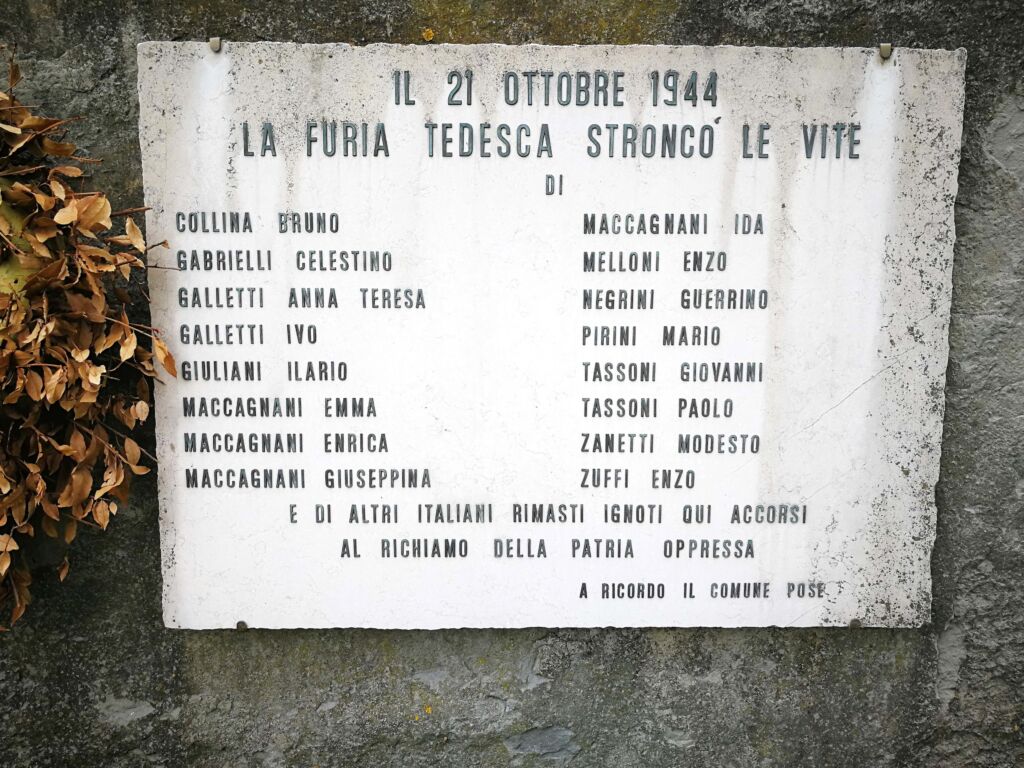 IL 21 OTTOBRE 1944
LA FURIA TEDESCA STRONCO' LE VITE
DI
COLLINA BRUNO
GABRIELLI CELESTINO
GALLETTI ANNA TERESA
GALLETTI IVO
GIULIANI ILARIO
MACCAGNANI EMMA
MACCAGNANI ENRICA
MACCAGNANI GIUSEPPINA
MACCAGNANI IDA
MELLONI ENZO
NEGRINI GUERRINO
PIRINI MARIO
TASSONI GIOVANNI
TASSONI PAOLO
ZANETTI MODESTO
ZUFFI ENZO
E DI ALTRI ITALIANI RIMASTI IGNOTI QUI ACCORSI
AL RICHIAMO DELLA PATRIA OPPRESSA
A RICORDO IL COMUNE POSE